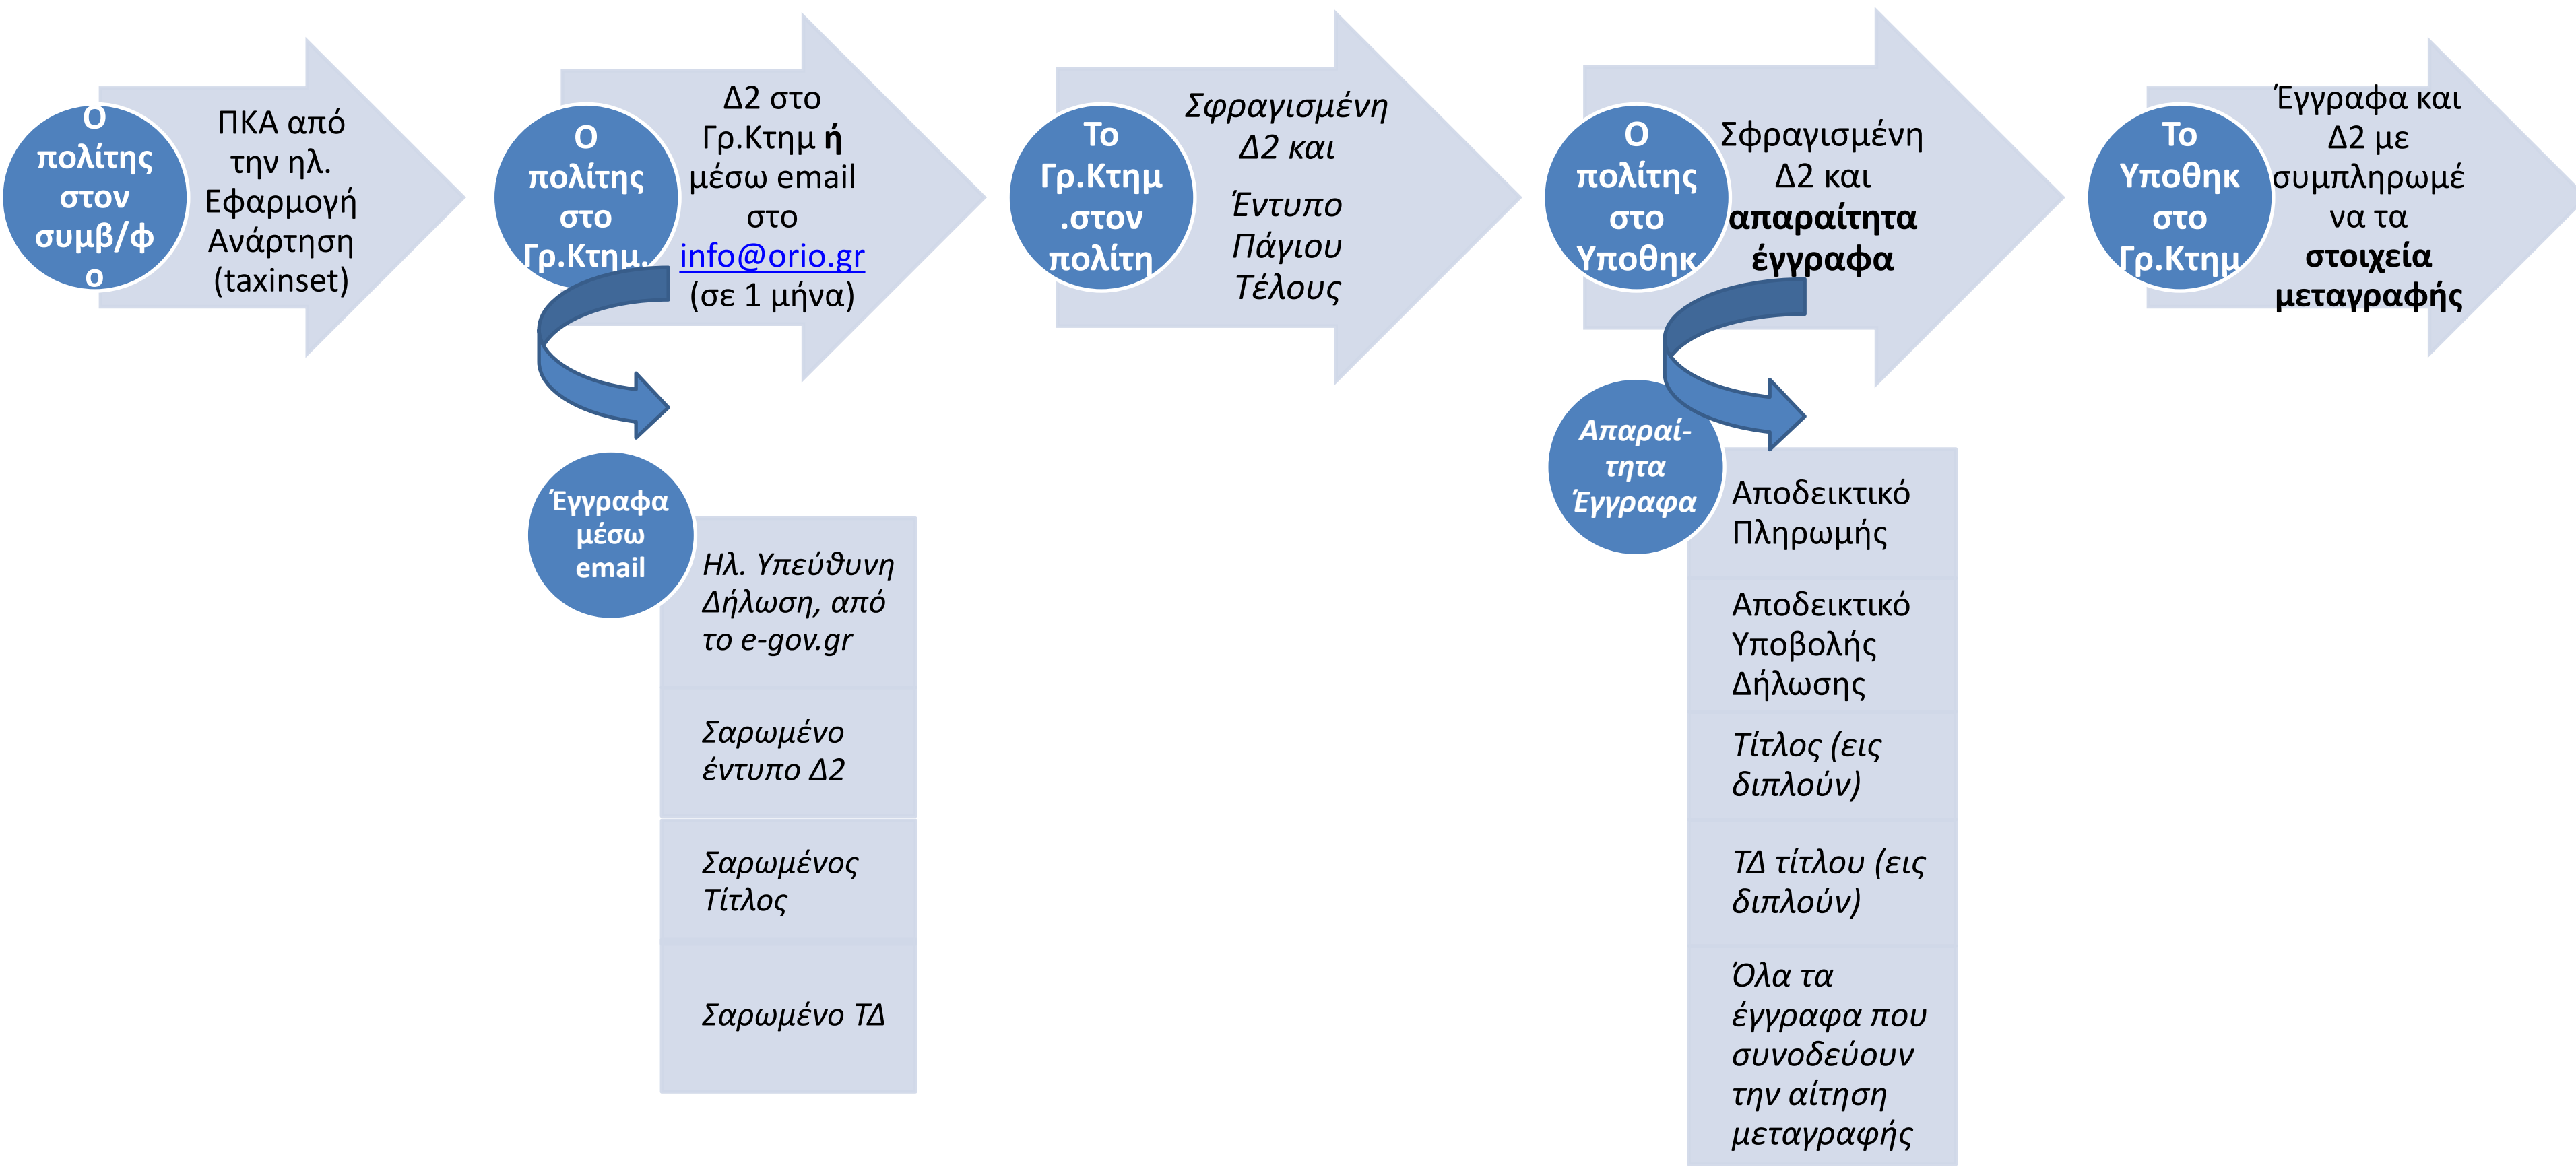 Ο
πολίτης
στον
συμβ/φ
ο
ΠΚΑ από
την ηλ.
Εφαρμογή
Ανάρτηση
(taxinset)
Ο
πολίτης
στο
Γρ.Κτημ.
Δ2 στο
Γρ.Κτημ ή
μέσω email
στο
info@orio.gr
(σε 1 μήνα)
Το
Γρ.Κτημ
.στον
πολίτη
Σφραγισμένη
Δ2 και
Έντυπο
Πάγιου
Τέλους
Ο
πολίτης
στο
Υποθηκ
Σφραγισμένη
Δ2 και
απαραίτητα
έγγραφα
Το
Υποθηκ
στο
Γρ.Κτημ
Έγγραφα και
Δ2 με
συμπληρωμέ
να τα
στοιχεία
μεταγραφής
Έγγραφα
μέσω
email
Ηλ. Υπεύθυνη
Δήλωση, από
το e-gov.gr
Σαρωμένο
έντυπο Δ2
Σαρωμένος
Τίτλος
Σαρωμένο ΤΔ
Απαραί-
τητα
Έγγραφα
Αποδεικτικό
Πληρωμής
Αποδεικτικό
Υποβολής
Δήλωσης
Τίτλος (εις
διπλούν)
ΤΔ τίτλου (εις
διπλούν)
Όλα τα
έγγραφα που
συνοδεύουν
την αίτηση
μεταγραφής